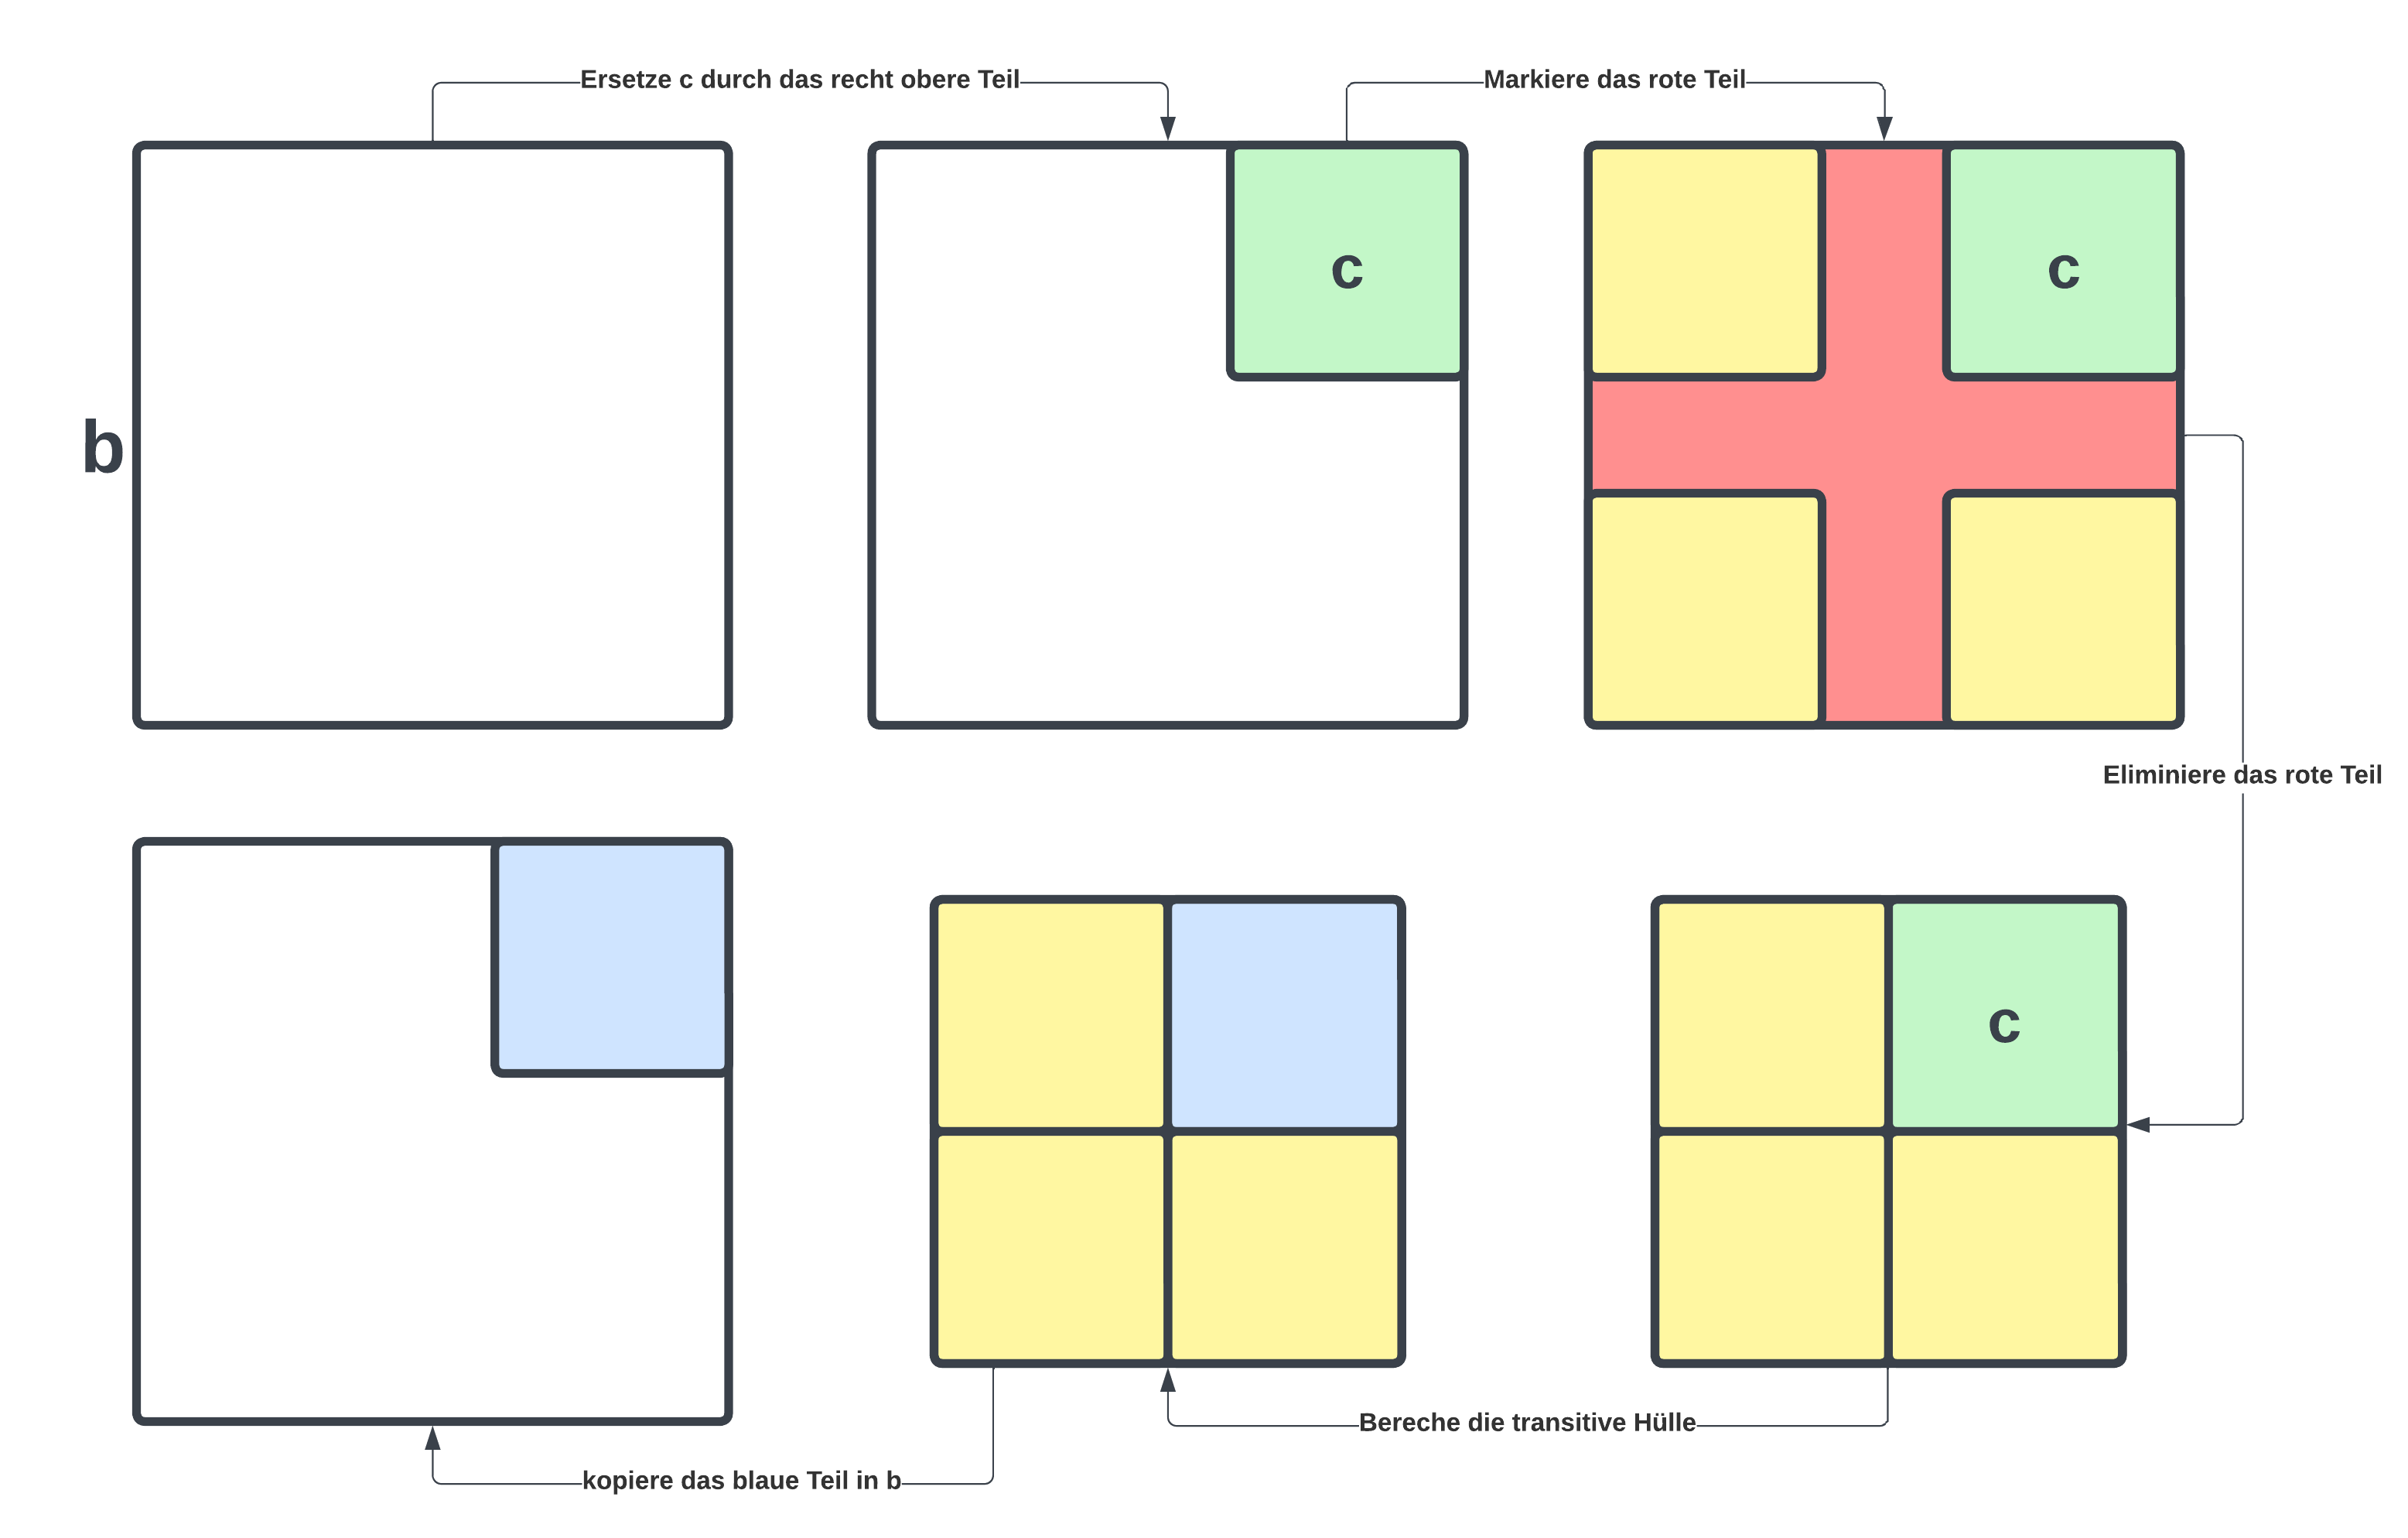 Ersetze c durch das recht obere Teil
Markiere das rote Teil
c
c
b
Eliminiere das rote Teil
c
Bereche die transitive Hülle
kopiere das blaue Teil in b